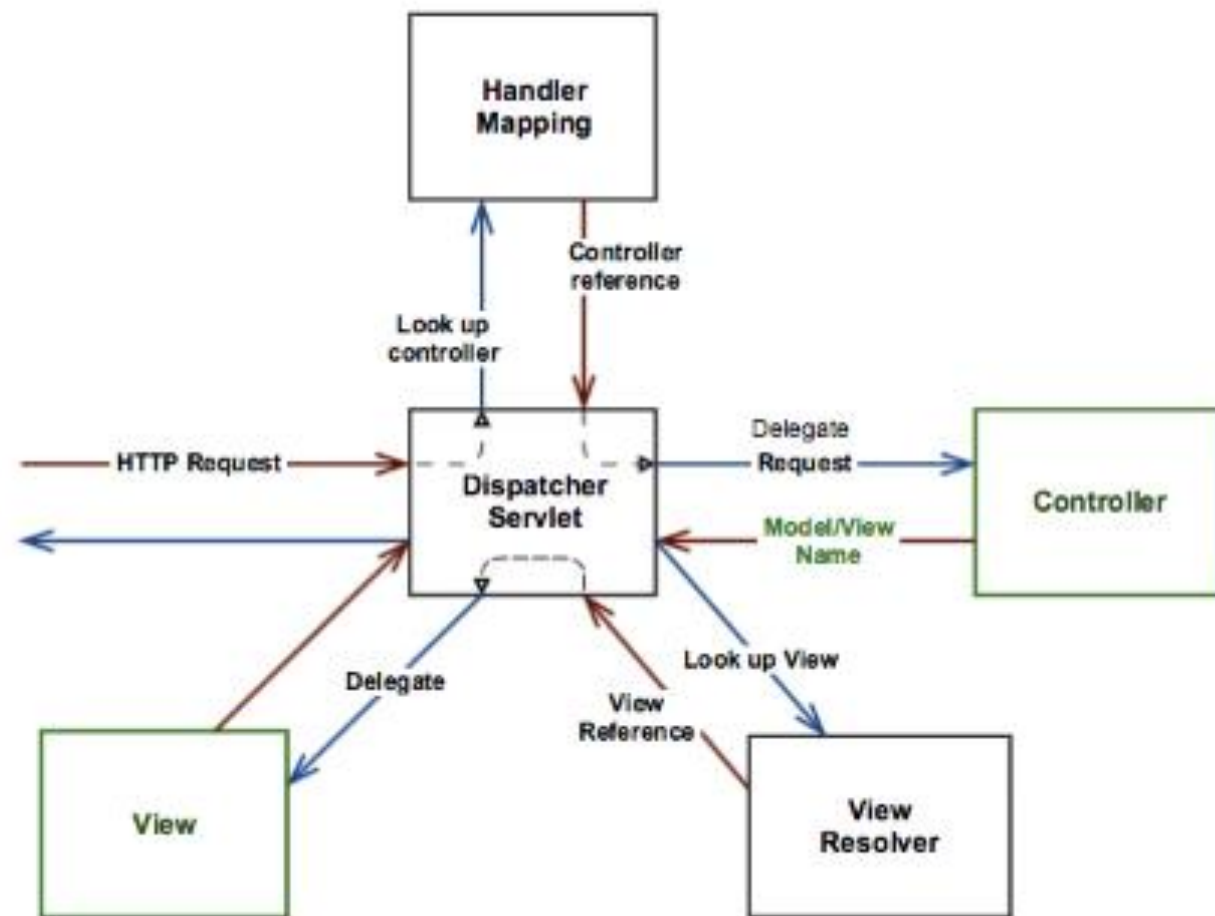 Handler
Mapping
Controller
reference
Look up
controller
HTTP Request
Dispatcher
Servlet
Delegate
Request
Controller
Model/View
Name
Look up View
Delegate
View
Reference
View
View
Resolver